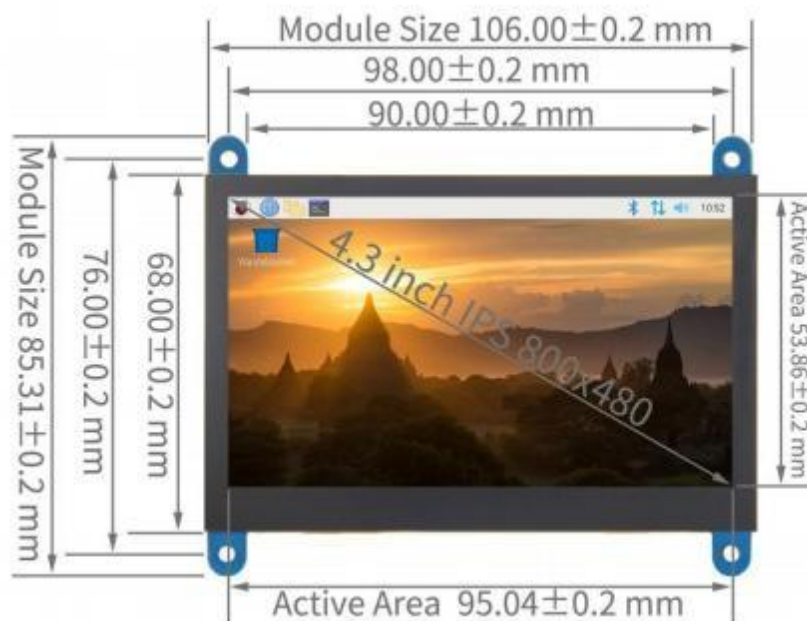 Module Size 106.00±0.2 mm
98.00±0.2 mm
90.00±0.2 mm
Module Size 85.31±0.2 mm
76.00±0.2 mm
68.00±0.2 mm
10:52
4.3 inch IPS 800x480
Active Area 53.86±0.2 mm
Active Area 95.04±0.2 mm